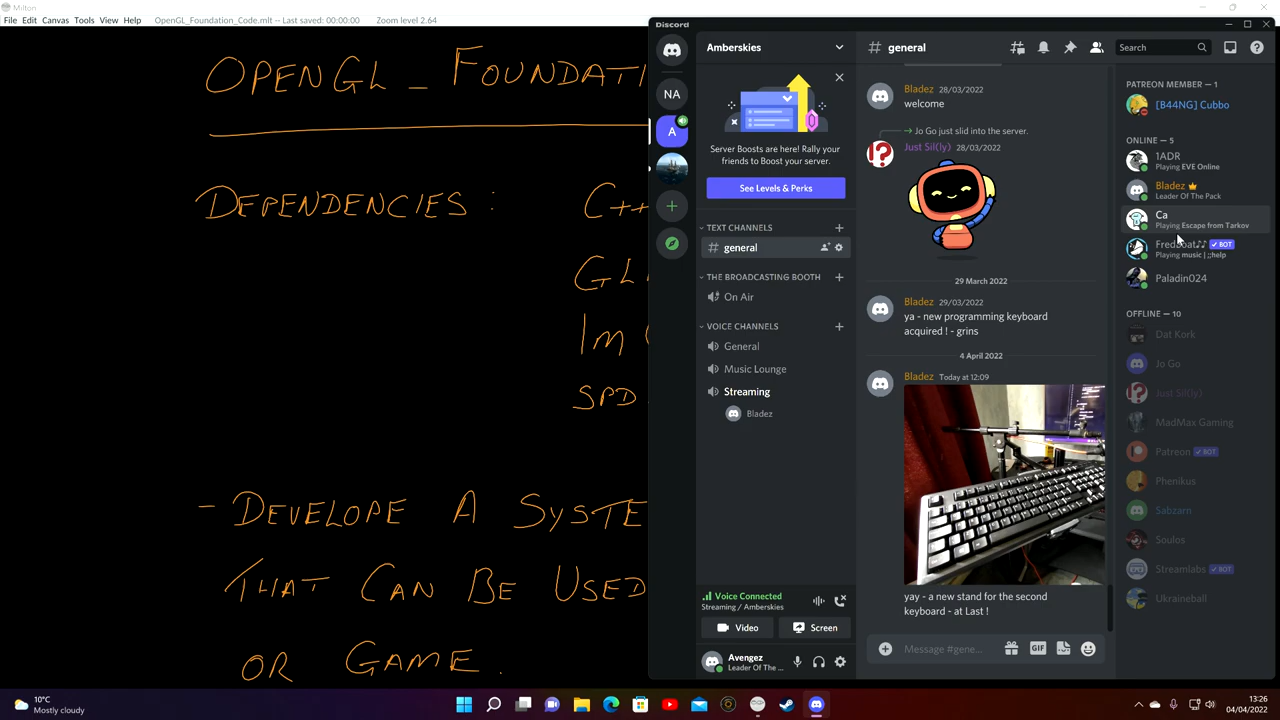 Milton
File Edit Canvas Tools View Help
OpenGL_Foundation_Code.mlt -- Last saved: 00:00:00
Zoom level 2.64
OPENGL _ FOUNDATI
DEPENDENCIES : C++
GL
IM
SPD
- DEVELOPE A SYSTE
THAT CAN BE USED
OR GAME.
Discord
NA
A
Amberskies
Server Boosts are here! Rally your
friends to Boost your server.
See Levels & Perks
TEXT CHANNELS
# general
THE BROADCASTING BOOTH
On Air
VOICE CHANNELS
General
Music Lounge
Streaming
Bladez
Voice Connected
Streaming / Amberskies
Video
Screen
Avengez
Leader Of The ...
# general
Search
Bladez 28/03/2022
welcome
Jo Go just slid into the server.
Just Sil(ly) 28/03/2022
29 March 2022
Bladez 29/03/2022
ya - new programming keyboard
acquired ! - grins
4 April 2022
Bladez Today at 12:09
yay - a new stand for the second
keyboard - at Last !
Message #gene...
GIF
PATREON MEMBER — 1
[B44NG] Cubbo
ONLINE — 5
1ADR
Playing EVE Online
Bladez
Leader Of The Pack
Ca
Playing Escape from Tarkov
Fredboat♪♪ ✓ BOT
Playing music | ;;help
Paladin024
OFFLINE — 10
Dat Kork
Jo Go
Just Sil(ly)
MadMax Gaming
Patreon ✓ BOT
Phenikus
Sabzarn
Soulos
Streamlabs ✓ BOT
Ukraineball
10°C
Mostly cloudy
13:26
04/04/2022